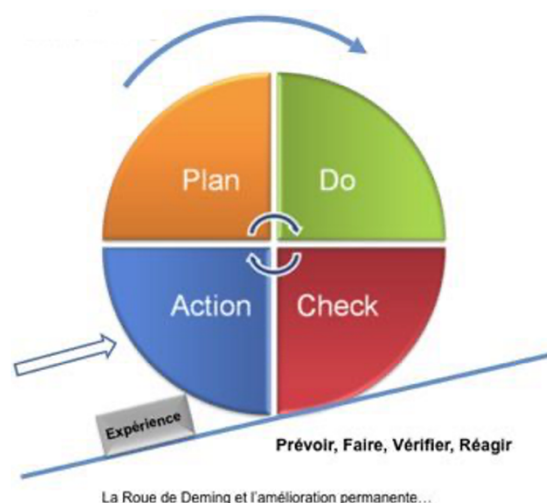 Plan
Do
Action
Check
Expérience
Prévoir, Faire, Vérifier, Réagir
La Roue de Deming et l'amélioration permanente…